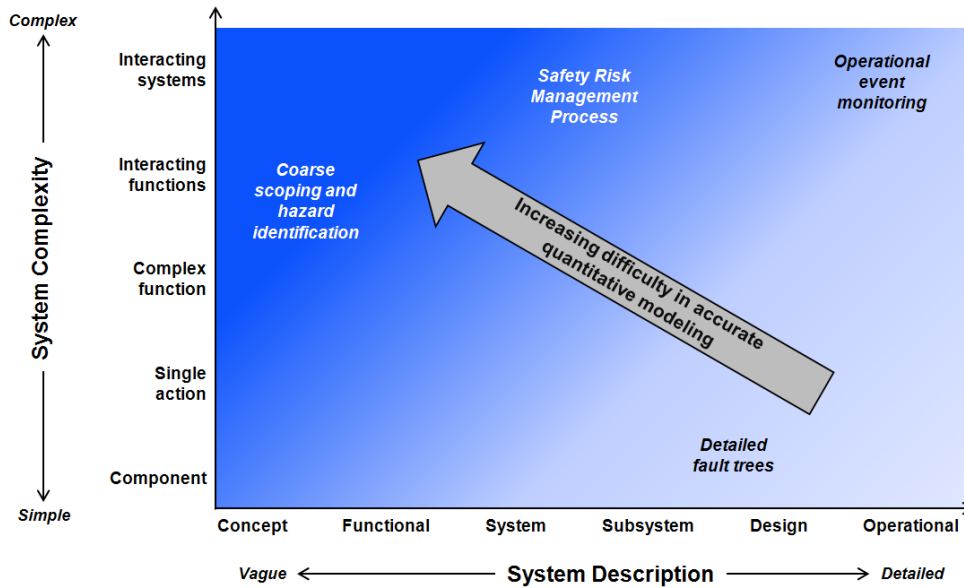 Complex
System Complexity
Simple
Interacting
systems
Interacting
functions
Complex
function
Single
action
Component
Safety Risk
Management
Process
Operational
event
monitoring
Coarse
scoping and
hazard
identification
Increasing difficulty in accurate
quantitative modeling
Detailed
fault trees
Concept
Functional
System
Subsystem
Design
Operational
Vague
System Description
Detailed